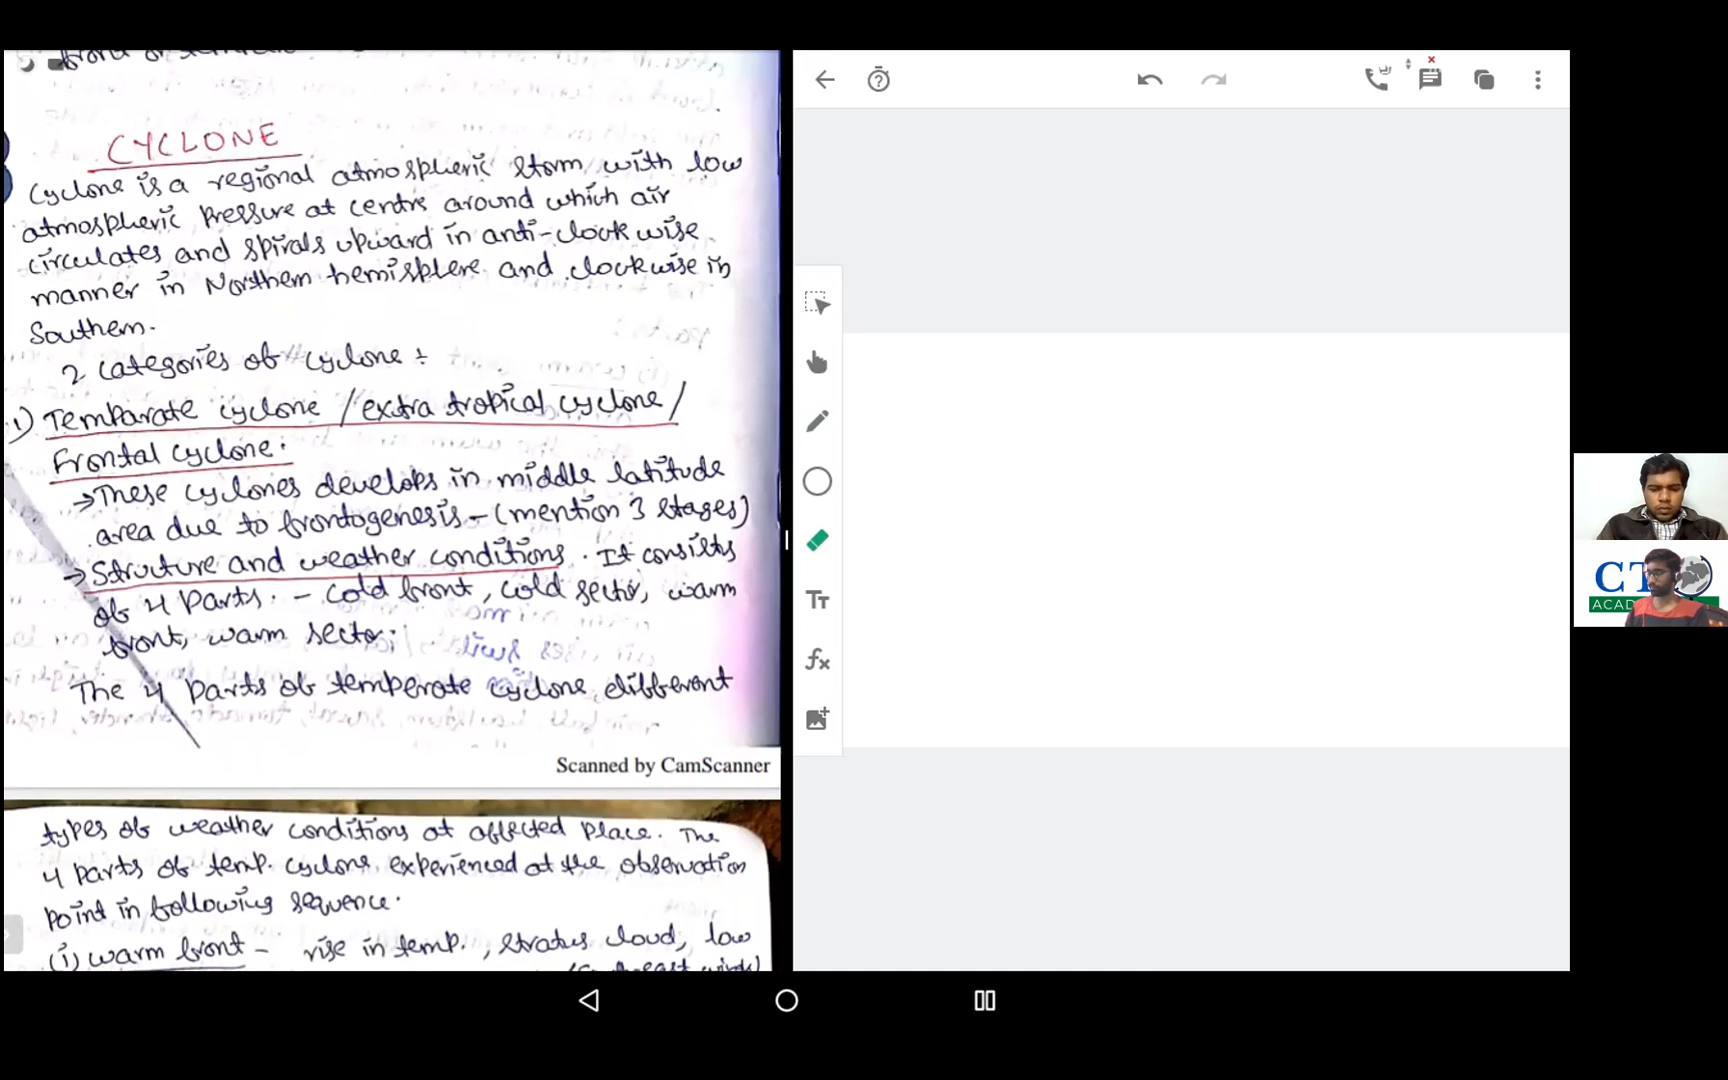 CYCLONE
Cyclone is a regional atmospheric storm with low
atmospheric Pressure at centre around which air
circulates and spirals upward in anti-clock wise
manner in Northern hemisphere and clockwise in
Southern.
2 categories of cyclone ÷
1) Temparate cyclone / extra tropical cyclone /
Frontal cyclone.
→ These cyclones develops in middle latitude
area due to frontogenesis - (mention 3 stages)
→ Structure and weather conditions. It consists
of 4 Parts. - cold front, cold sector, warm
front, warm sector.
The 4 Parts of temperate cyclone different
Scanned by CamScanner
types of weather conditions at affected Place. The
4 parts of temp. cyclone experienced at the observation
point in following sequence.
(i) warm front - rise in temp., stratus cloud, low
Tт
fx
CT
ACAD